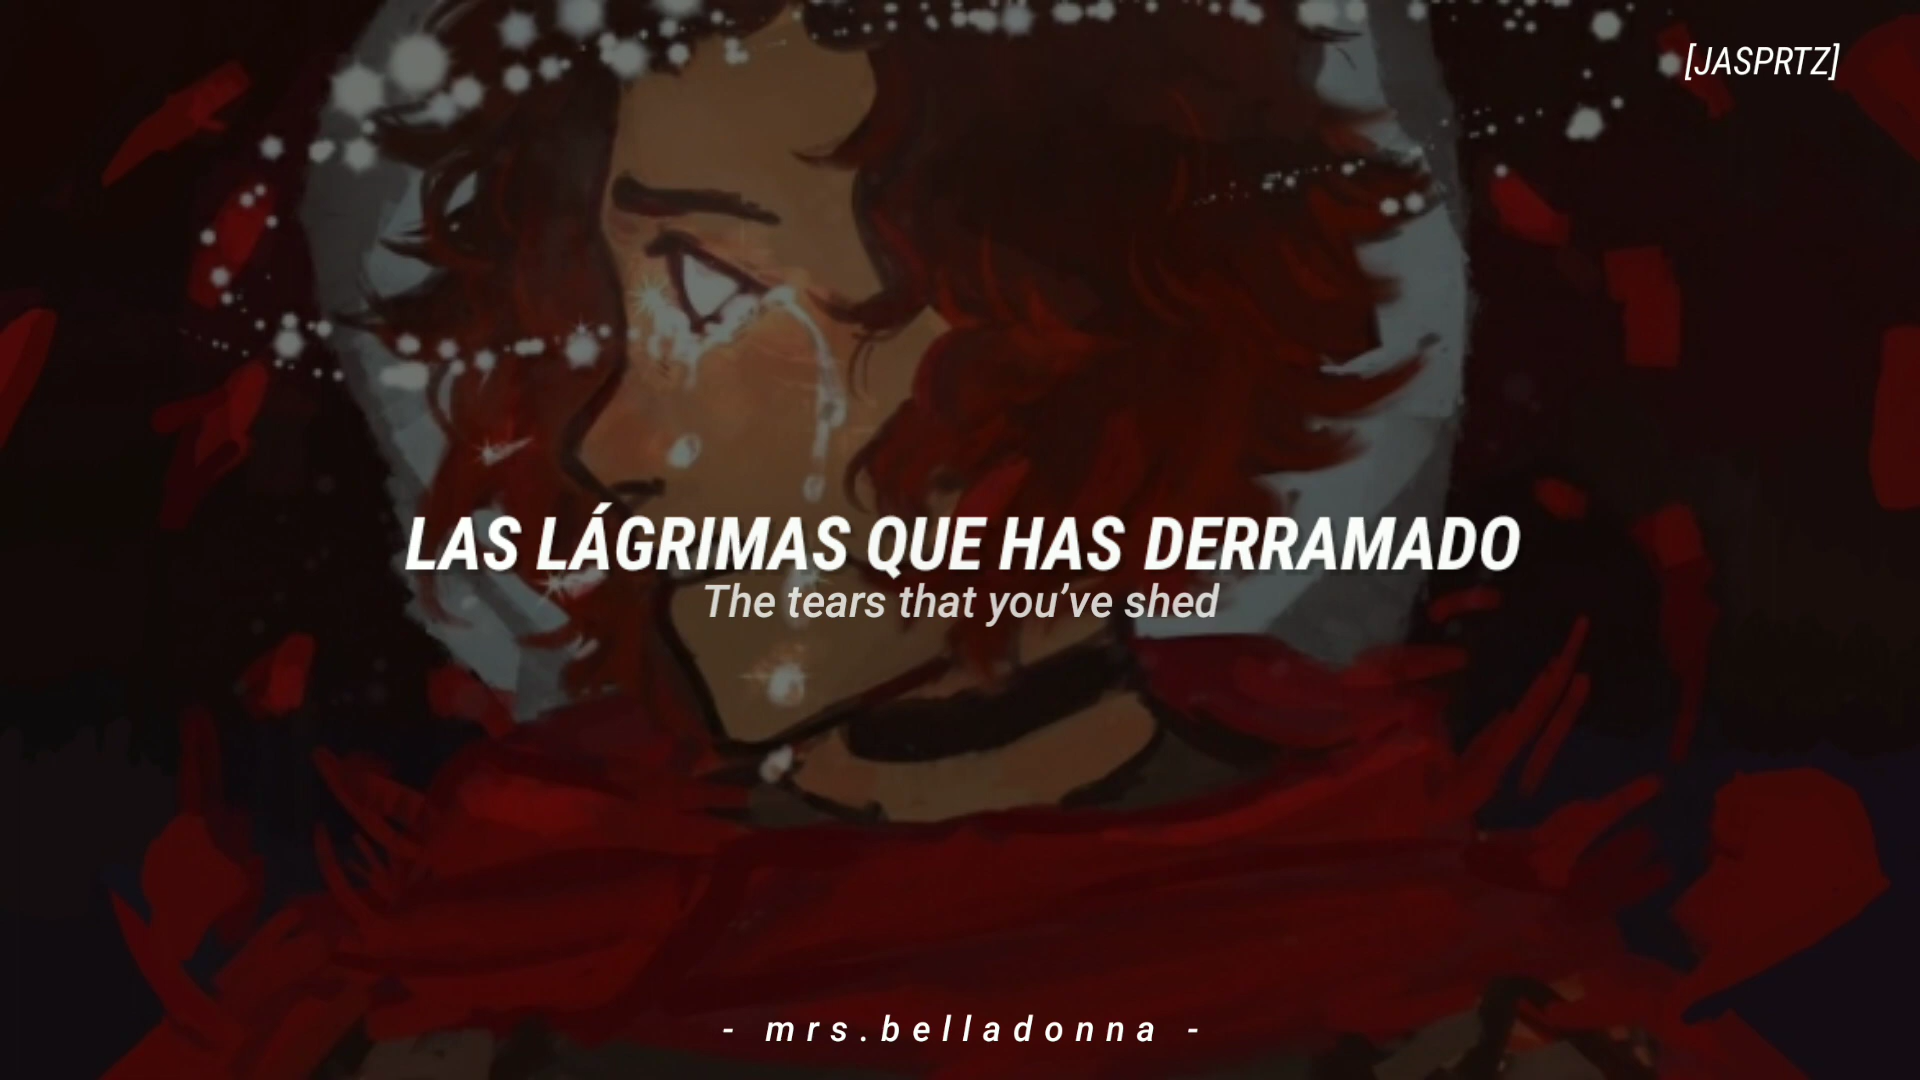 [JASPRTZ]
LAS LÁGRIMAS QUE HAS DERRAMADO
The tears that you’ve shed
- mrs.belladonna -